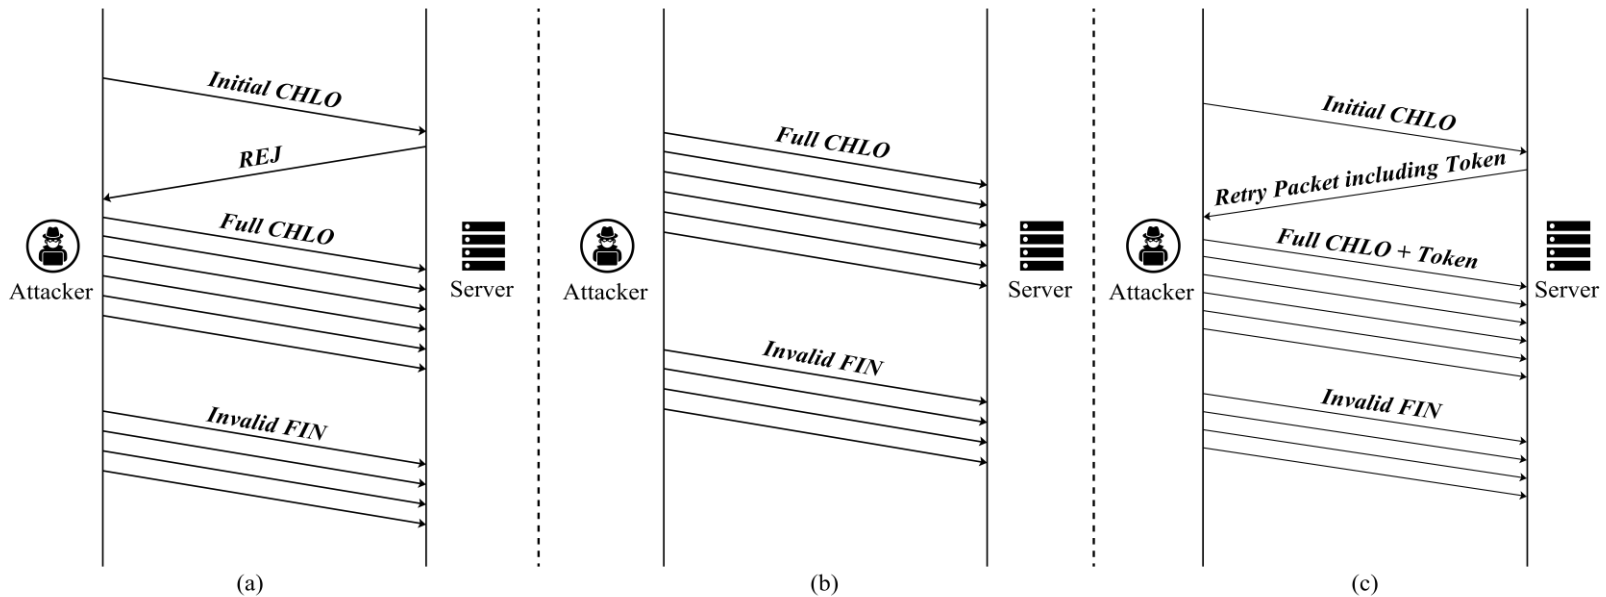 Initial CHLO
REJ
Full CHLO
Attacker
Server
Invalid FIN
(a)
Full CHLO
Attacker
Server
Invalid FIN
(b)
Initial CHLO
Retry Packet including Token
Full CHLO + Token
Attacker
Server
Invalid FIN
(c)